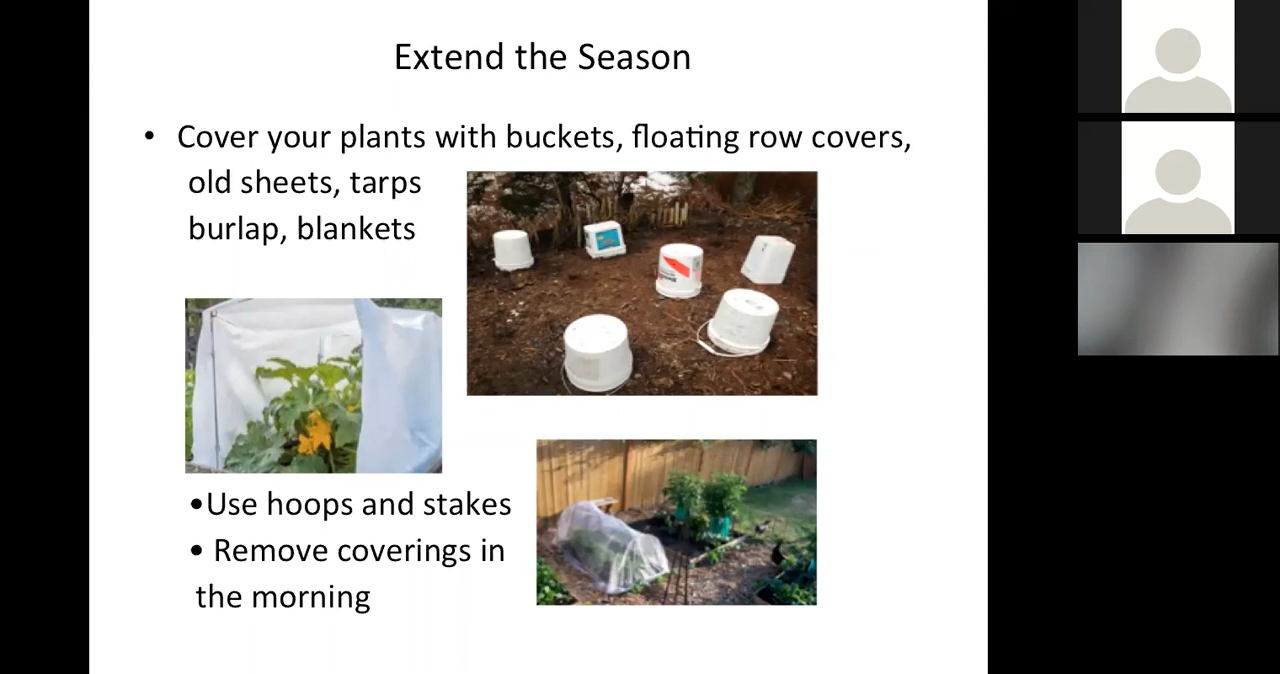 Extend the Season
• Cover your plants with buckets, floating row covers,
old sheets, tarps
burlap, blankets
•Use hoops and stakes
• Remove coverings in
the morning